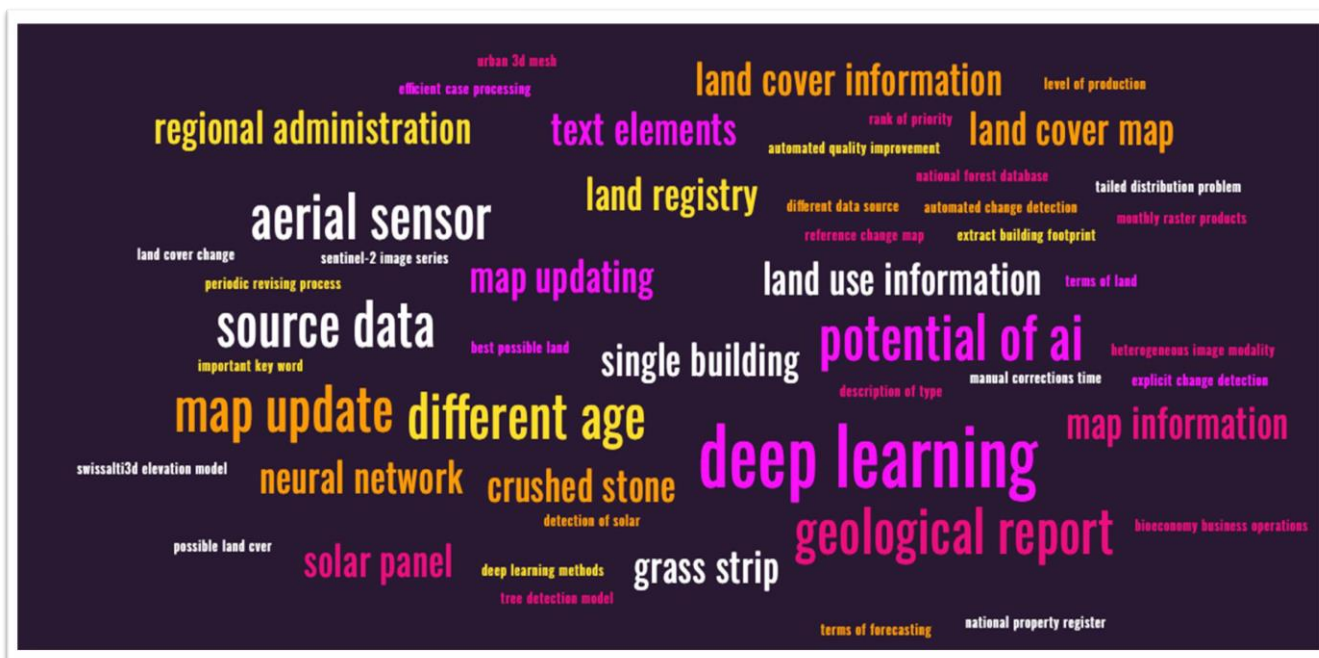 urban 3d mesh
efficient case processing
land cover information
level of production
regional administration
text elements
rank of priority
land cover map
automated quality improvement
national forest database
tailed distribution problem
land registry
different data source
automated change detection
monthly raster products
aerial sensor
reference change map
extract building footprint
land cover change
sentinel-2 image series
map updating
land use information
terms of land
periodic revising process
source data
best possible land
single building
potential of ai
heterogeneous image modality
important key word
manual corrections time
explicit change detection
description of type
map update
different age
map information
deep learning
swissalti3d elevation model
neural network
crushed stone
detection of solar
geological report
bioeconomy business operations
possible land cver
solar panel
deep learning methods
grass strip
tree detection model
terms of forecasting
national property register